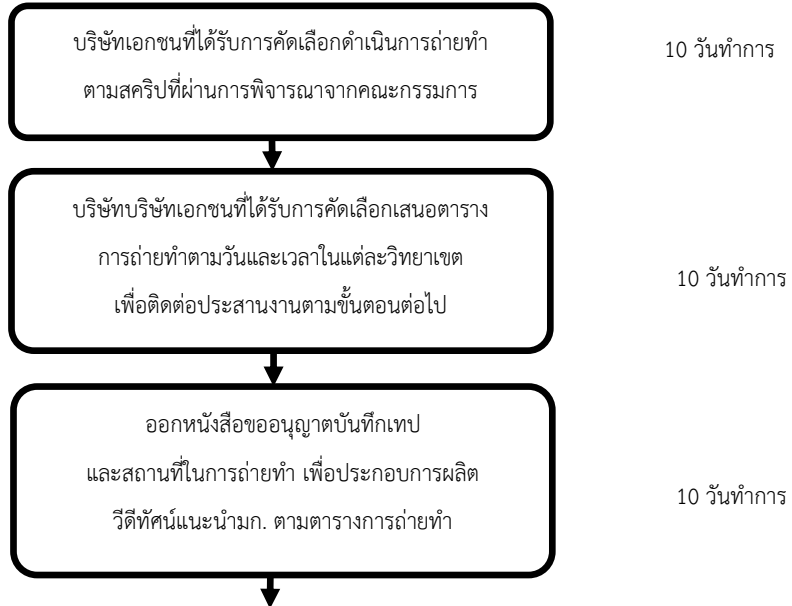 บริษัทเอกชนที่ได้รับการคัดเลือกดำเนินการถ่ายทำ
ตามสคริปที่ผ่านการพิจารณาจากคณะกรรมการ
10 วันทำการ
บริษัทบริษัทเอกชนที่ได้รับการคัดเลือกเสนอตาราง
การถ่ายทำตามวันและเวลาในแต่ละวิทยาเขต
เพื่อติดต่อประสานงานตามขั้นตอนต่อไป
10 วันทำการ
ออกหนังสือขออนุญาตบันทึกเทป
และสถานที่ในการถ่ายทำ เพื่อประกอบการผลิต
วีดีทัศน์แนะนำมก. ตามตารางการถ่ายทำ
10 วันทำการ